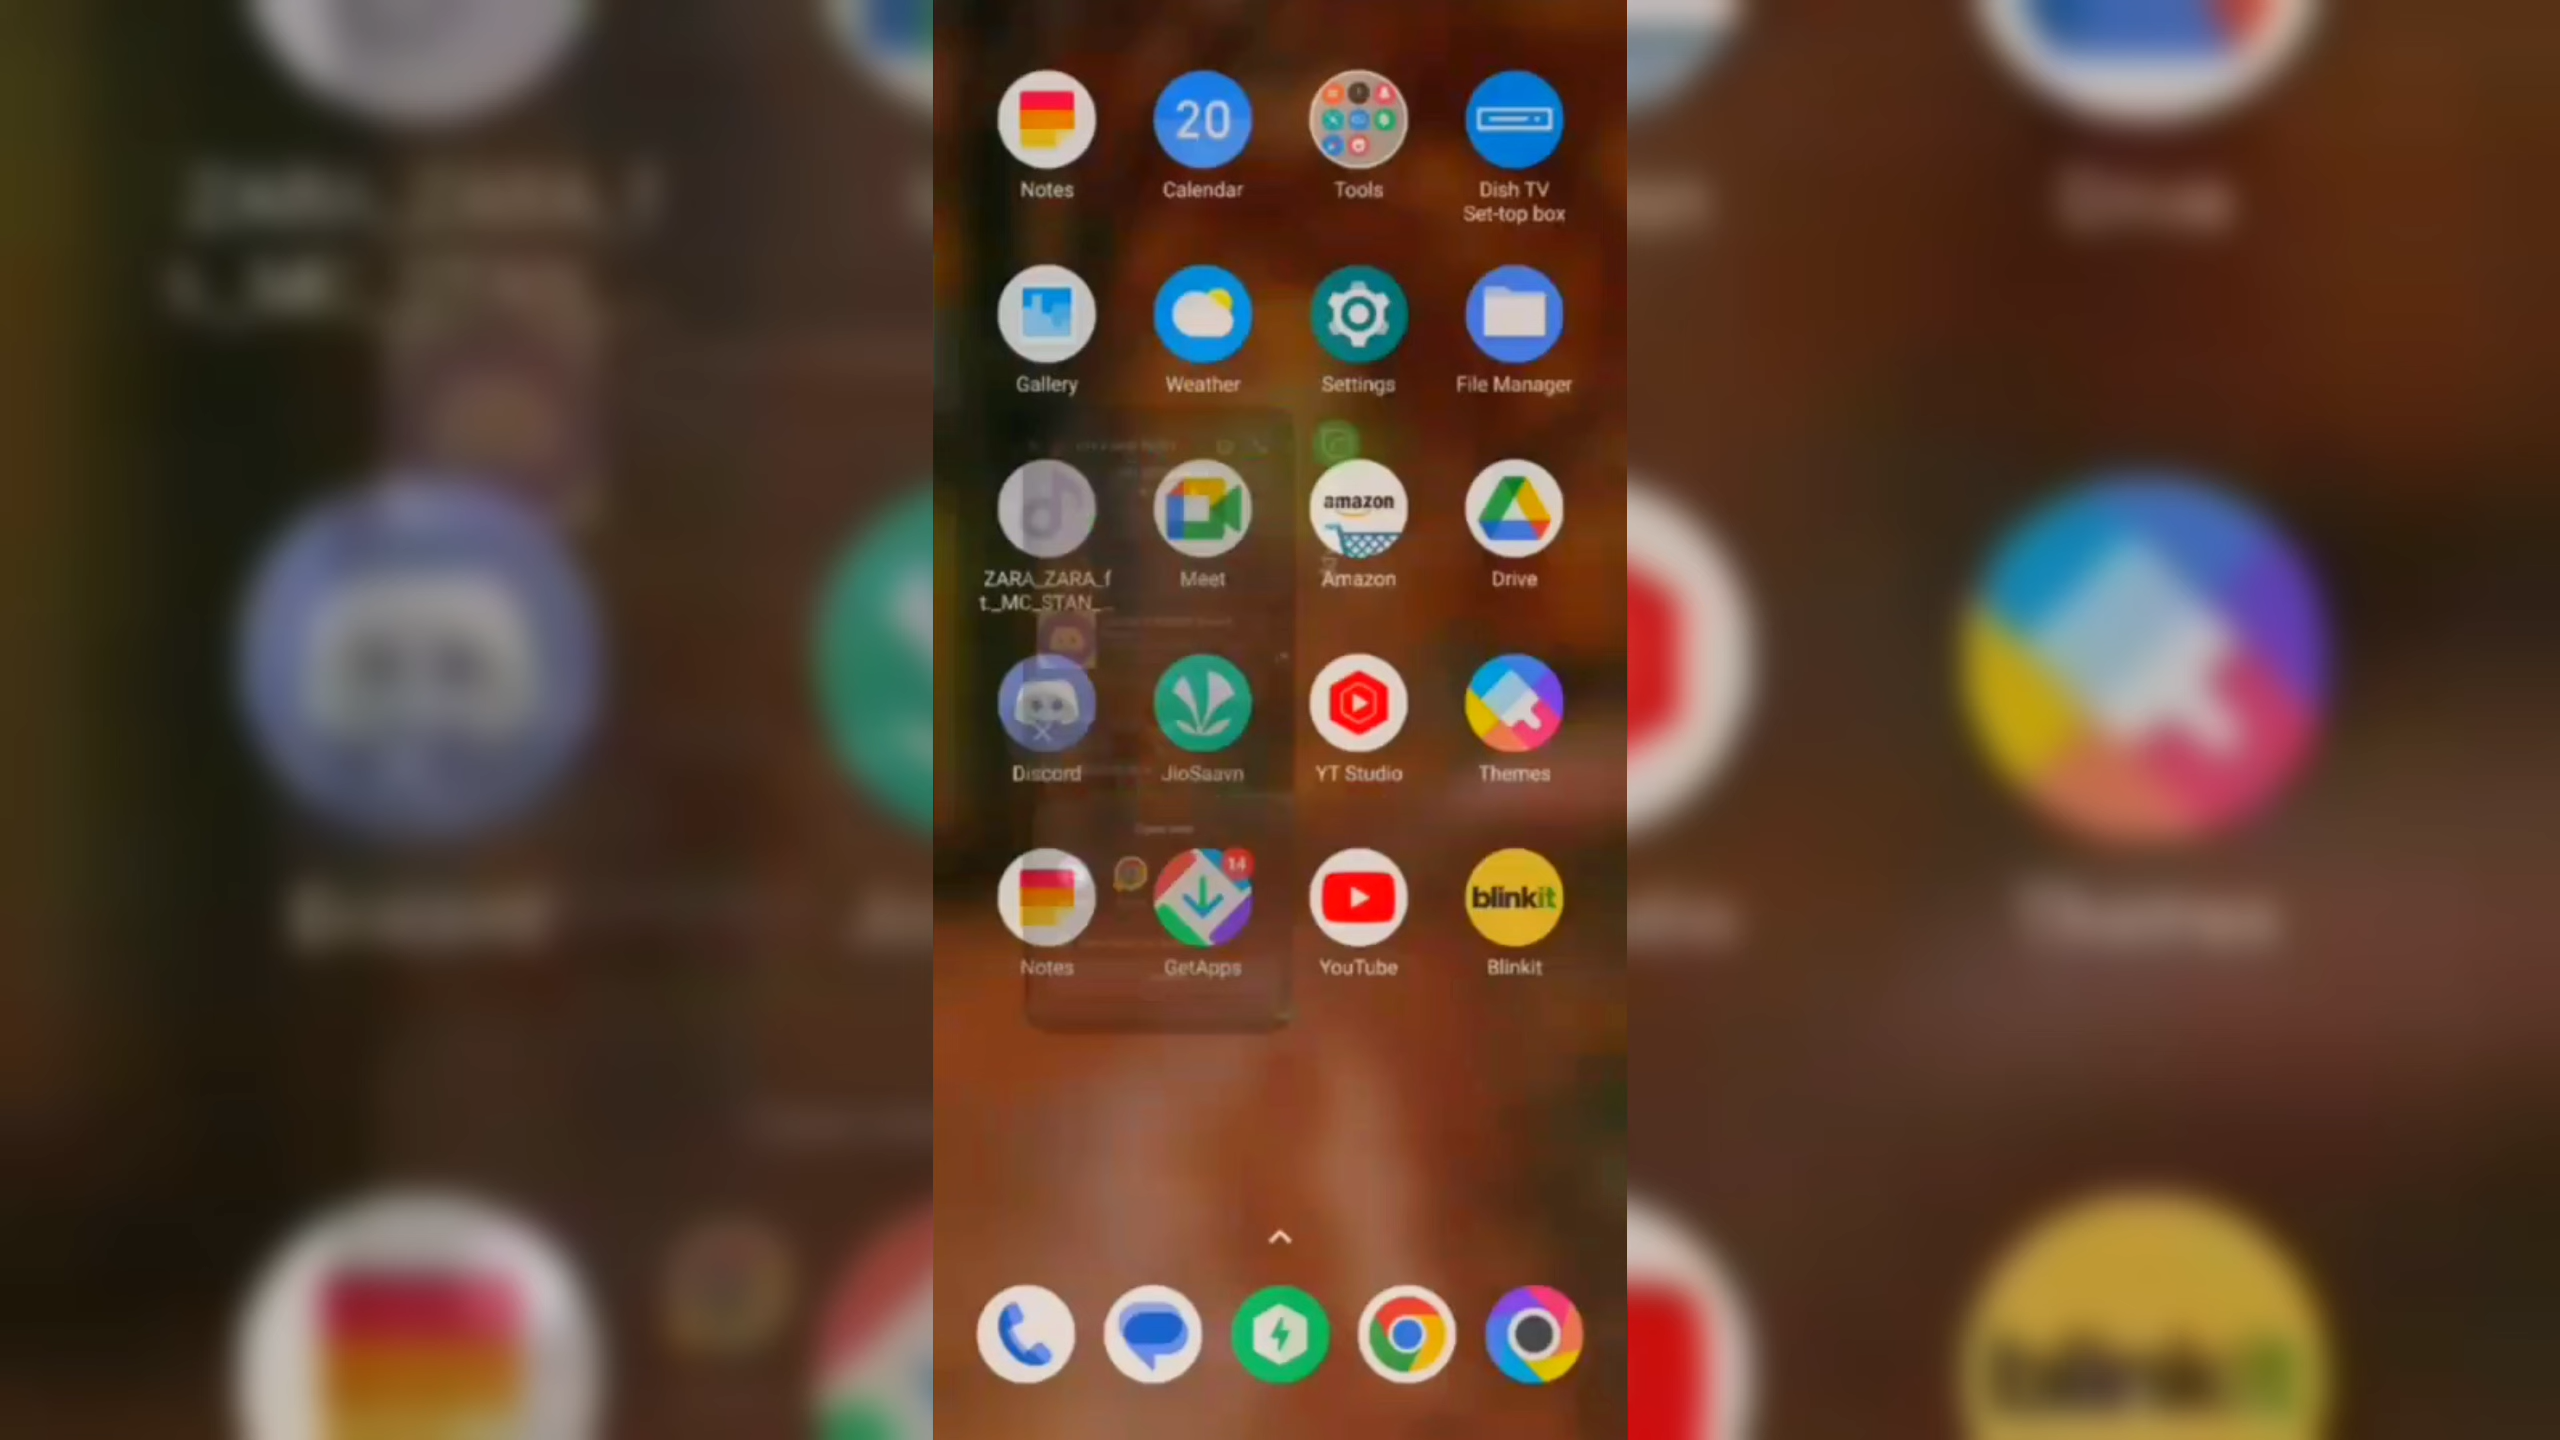 20
Notes
Calendar
Tools
Dish TV
Set-top box
Gallery
Weather
Settings
File Manager
amazon
ZARA_ZARA_f
t._MC_STAN_...
Meet
Amazon
Drive
Discord
JioSaavn
YT Studio
Themes
14
blinkit
Notes
GetApps
YouTube
Blinkit